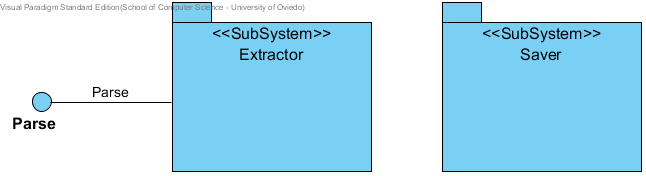 Visual Paradigm Standard Edition(School of Computer Science - University of Oviedo)
<<SubSystem>>
Extractor
<<SubSystem>>
Saver
Parse
Parse